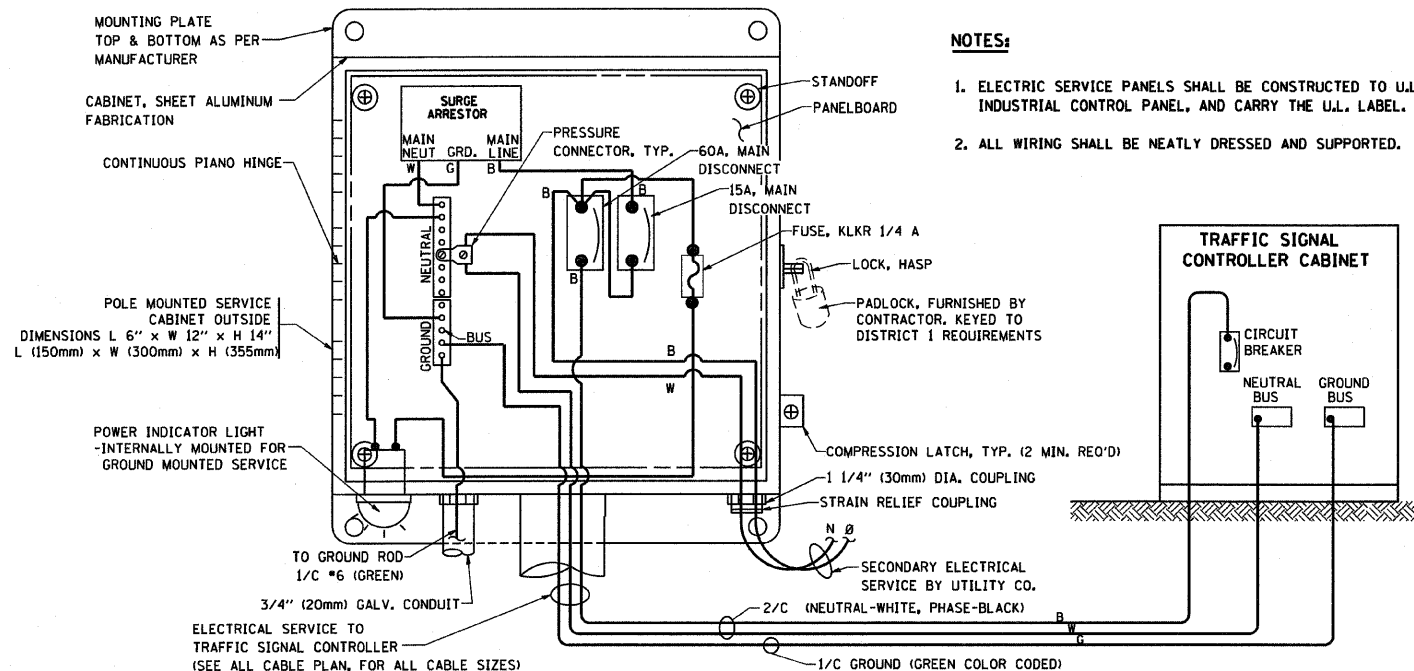 MOUNTING PLATE
TOP & BOTTOM AS PER
MANUFACTURER
CABINET, SHEET ALUMINUM
FABRICATION
CONTINUOUS PIANO HINGE
POLE MOUNTED SERVICE
CABINET OUTSIDE
DIMENSIONS L 6" x W 12" x H 14"
L (150mm) x W (300mm) x H (355mm)
POWER INDICATOR LIGHT
-INTERNALLY MOUNTED FOR
GROUND MOUNTED SERVICE
SURGE
ARRESTOR
MAIN
NEUT
GRD.
MAIN
LINE
W
G
B
PRESSURE
CONNECTOR, TYP.
60A, MAIN
DISCONNECT
15A, MAIN
DISCONNECT
B
B
B
NEUTRAL
GROUND
BUS
STANDOFF
PANELBOARD
FUSE, KLKR 1/4 A
LOCK, HASP
PADLOCK, FURNISHED BY
CONTRACTOR. KEYED TO
DISTRICT 1 REQUIREMENTS
B
W
COMPRESSION LATCH, TYP. (2 MIN. REQ'D)
1 1/4" (30mm) DIA. COUPLING
STRAIN RELIEF COUPLING
N Ø
SECONDARY ELECTRICAL
SERVICE BY UTILITY CO.
TO GROUND ROD
1/C #6 (GREEN)
3/4" (20mm) GALV. CONDUIT
ELECTRICAL SERVICE TO
TRAFFIC SIGNAL CONTROLLER
(SEE ALL CABLE PLAN. FOR ALL CABLE SIZES)
2/C (NEUTRAL-WHITE, PHASE-BLACK)
B
W
G
1/C GROUND (GREEN COLOR CODED)
NOTES:
1. ELECTRIC SERVICE PANELS SHALL BE CONSTRUCTED TO U.L
INDUSTRIAL CONTROL PANEL, AND CARRY THE U.L. LABEL.
2. ALL WIRING SHALL BE NEATLY DRESSED AND SUPPORTED.
TRAFFIC SIGNAL
CONTROLLER CABINET
CIRCUIT
BREAKER
NEUTRAL
BUS
GROUND
BUS